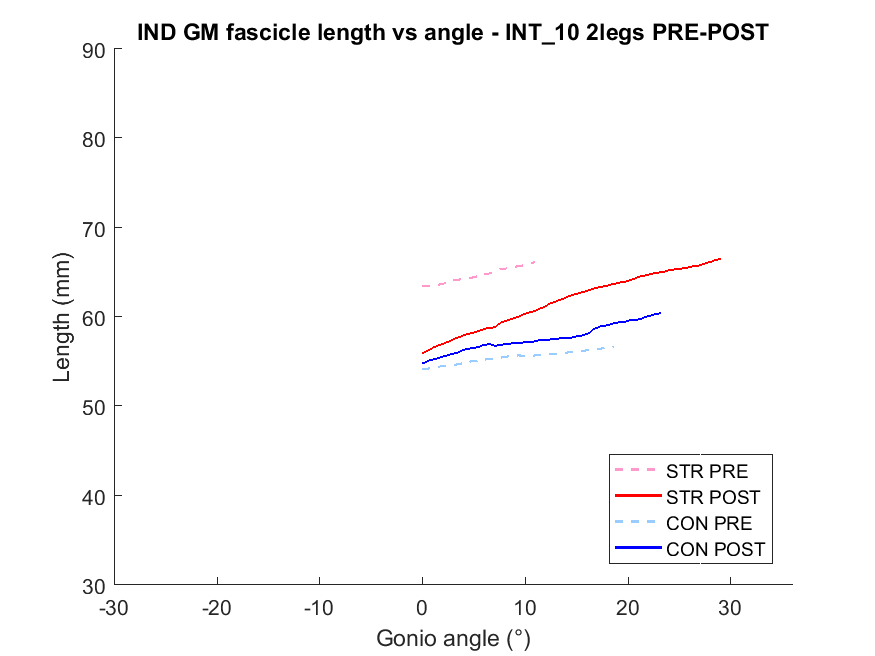 IND GM fascicle length vs angle - INT_10 2legs PRE-POST
90
80
70
60
50
40
30
Length (mm)
-30
-20
-10
0
10
20
30
Gonio angle (°)
STR PRE
STR POST
CON PRE
CON POST